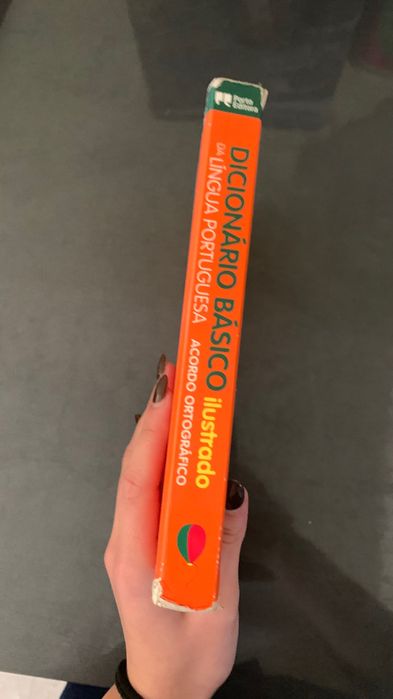 Porto
Editora
DICIONÁRIO BÁSICO ilustrado
DA LÍNGUA PORTUGUESA ACORDO ORTOGRÁFICO